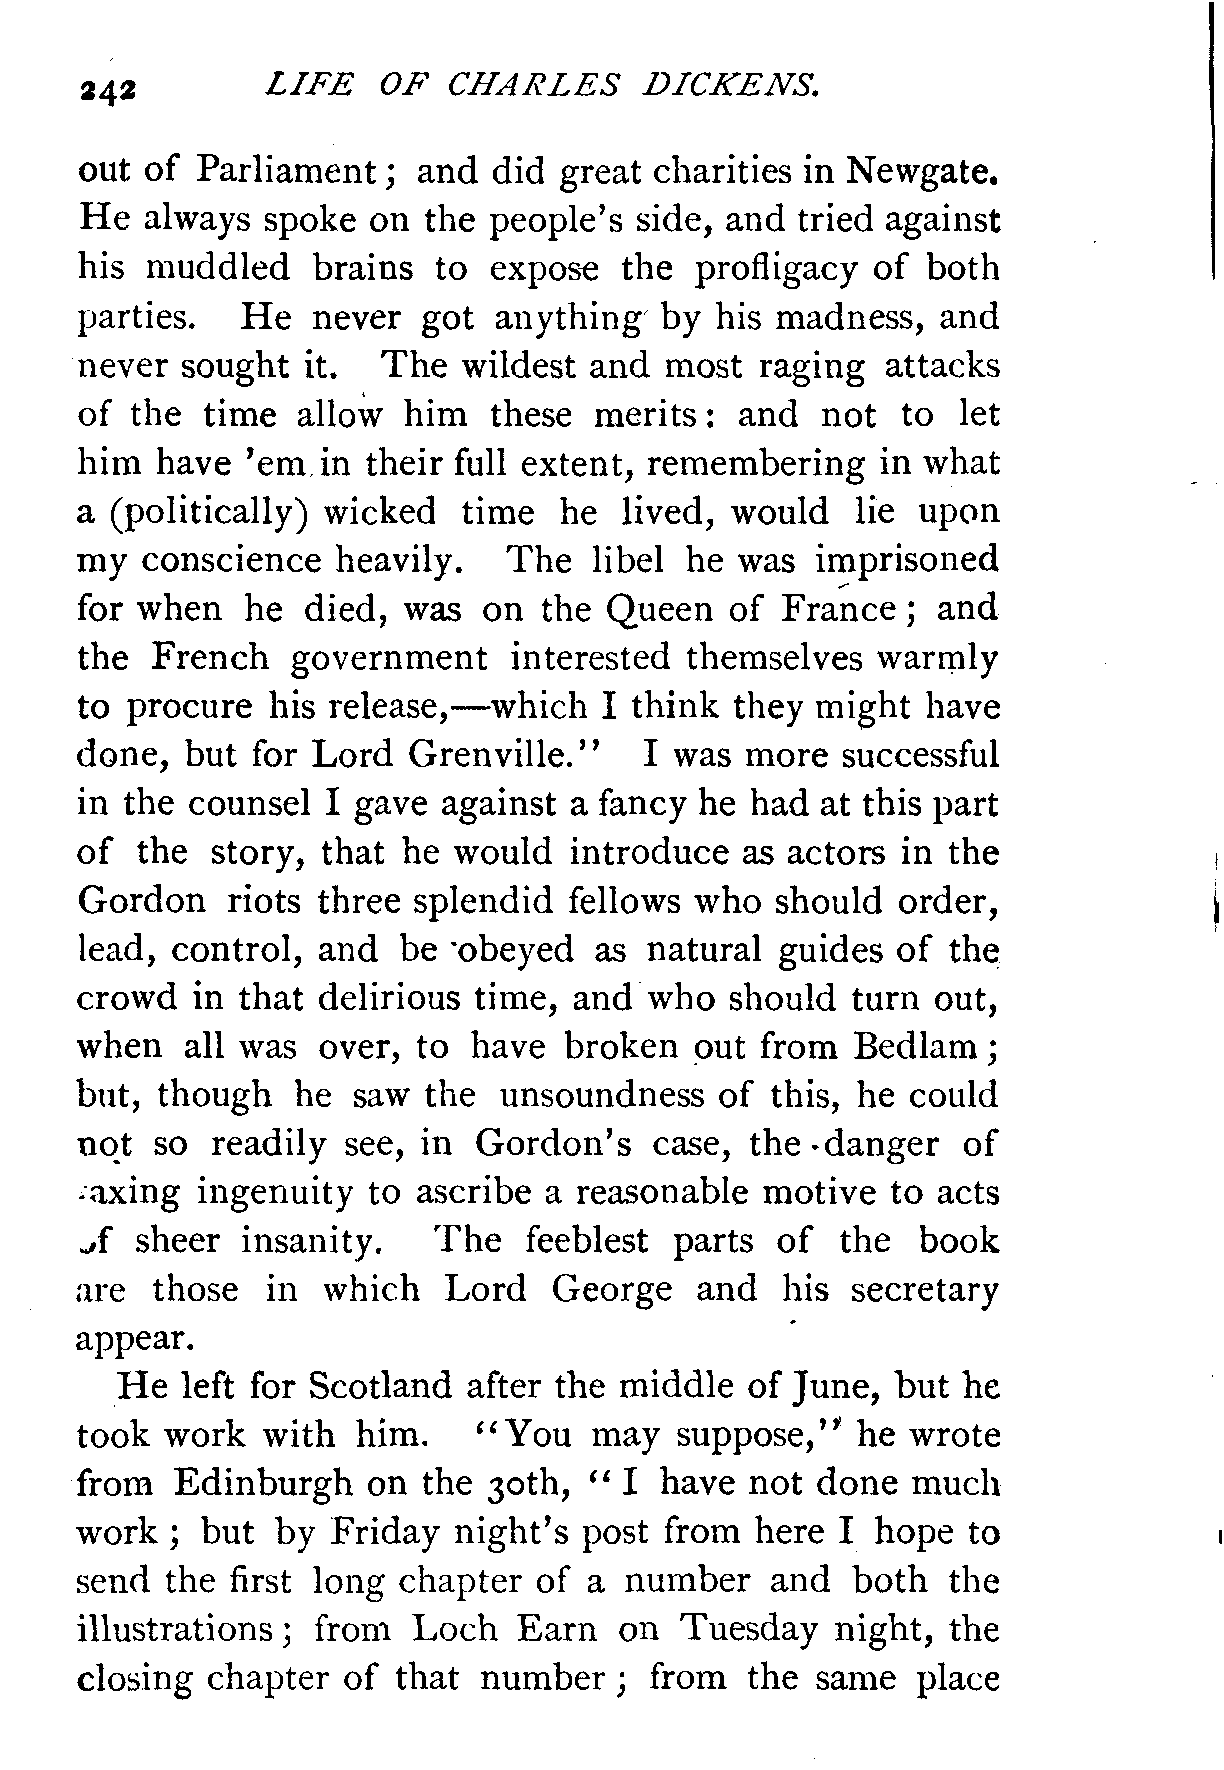 242 LIFE OF CHARLES DICKENS.
out of Parliament; and did great charities in Newgate.
He always spoke on the people's side, and tried against
his muddled brains to expose the profligacy of both
parties. He never got anything by his madness, and
never sought it. The wildest and most raging attacks
of the time allow him these merits: and not to let
him have 'em in their full extent, remembering in what
a (politically) wicked time he lived, would lie upon
my conscience heavily. The libel he was imprisoned
for when he died, was on the Queen of France; and
the French government interested themselves warmly
to procure his release,—which I think they might have
done, but for Lord Grenville." I was more successful
in the counsel I gave against a fancy he had at this part
of the story, that he would introduce as actors in the
Gordon riots three splendid fellows who should order,
lead, control, and be obeyed as natural guides of the
crowd in that delirious time, and who should turn out,
when all was over, to have broken out from Bedlam;
but, though he saw the unsoundness of this, he could
not so readily see, in Gordon's case, the danger of
axing ingenuity to ascribe a reasonable motive to acts
of sheer insanity. The feeblest parts of the book
are those in which Lord George and his secretary
appear.
He left for Scotland after the middle of June, but he
took work with him. "You may suppose," he wrote
from Edinburgh on the 30th, "I have not done much
work; but by Friday night's post from here I hope to
send the first long chapter of a number and both the
illustrations; from Loch Earn on Tuesday night, the
closing chapter of that number; from the same place